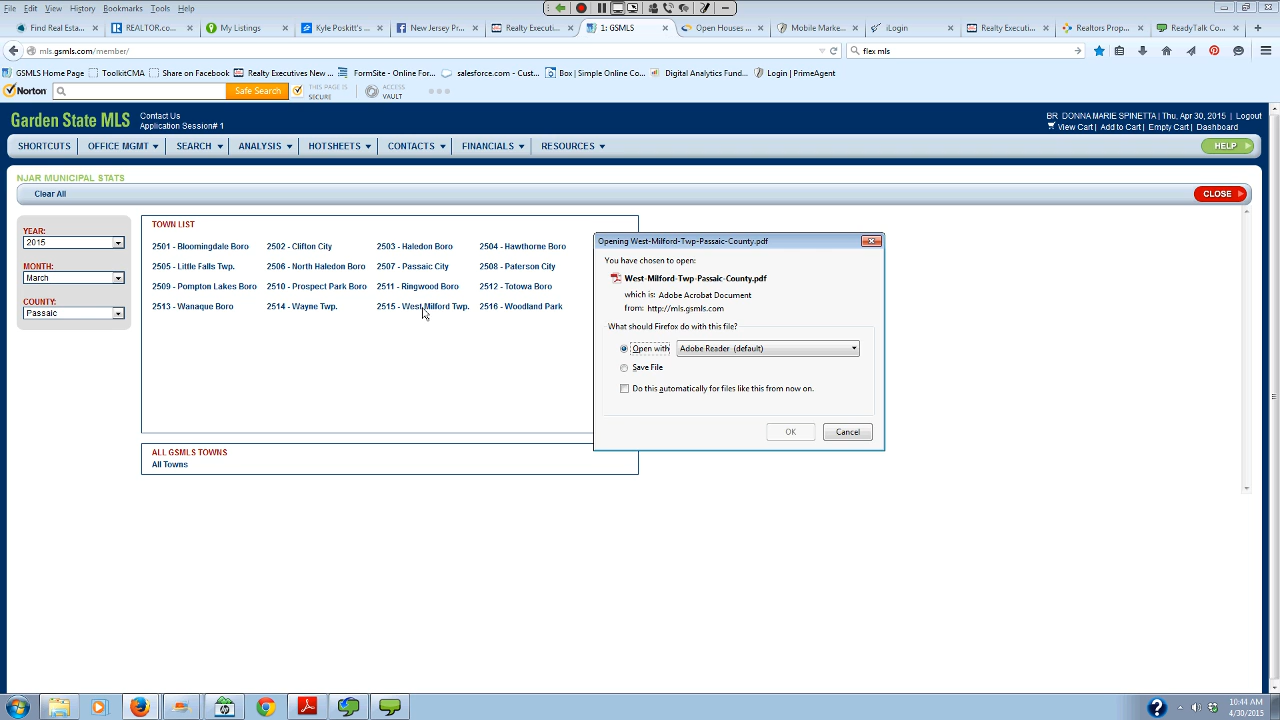 File Edit View History Bookmarks Tools Help
Find Real Estate... REALTOR co... My Listings Kyle Poskitt's ... New Jersey P... Realty Execut... 1: GSMLS Open Houses ... Mobile Marke... iLogin Realty Execut... Realtors Prop... ReadyTalk Co...
mls.gsmls.com/member/ flex mls
GSMLS Home Page ToolkitCMA Share on Facebook Realty Executives New ... FormSite - Online For... salesforce.com - Cust... Box | Simple Online Co... Digital Analytics Fund... Login | PrimeAgent
Norton Safe Search THIS PAGE IS SECURE ACCESS VAULT
Garden State MLS
Contact Us
Application Session# 1
BR DONNA MARIE SPINETTA | Thu, Apr 30, 2015 | Logout
View Cart | Add to Cart | Empty Cart | Dashboard
SHORTCUTS OFFICE MGMT SEARCH ANALYSIS HOTSHEETS CONTACTS FINANCIALS RESOURCES HELP
NJAR MUNICIPAL STATS
Clear All CLOSE
YEAR:
2015
MONTH:
March
COUNTY:
Passaic
TOWN LIST
2501 - Bloomingdale Boro 2502 - Clifton City 2503 - Haledon Boro 2504 - Hawthorne Boro
2505 - Little Falls Twp. 2506 - North Haledon Boro 2507 - Passaic City 2508 - Paterson City
2509 - Pompton Lakes Boro 2510 - Prospect Park Boro 2511 - Ringwood Boro 2512 - Totowa Boro
2513 - Wanaque Boro 2514 - Wayne Twp. 2515 - West Milford Twp. 2516 - Woodland Park
ALL GSMLS TOWNS
All Towns
Opening West-Milford-Twp-Passaic-County.pdf
You have chosen to open:
West-Milford-Twp-Passaic-County.pdf
which is: Adobe Acrobat Document
from: http://mls.gsmls.com
What should Firefox do with this file?
Open with Adobe Reader (default)
Save File
Do this automatically for files like this from now on.
OK Cancel
10:44 AM
4/30/2015